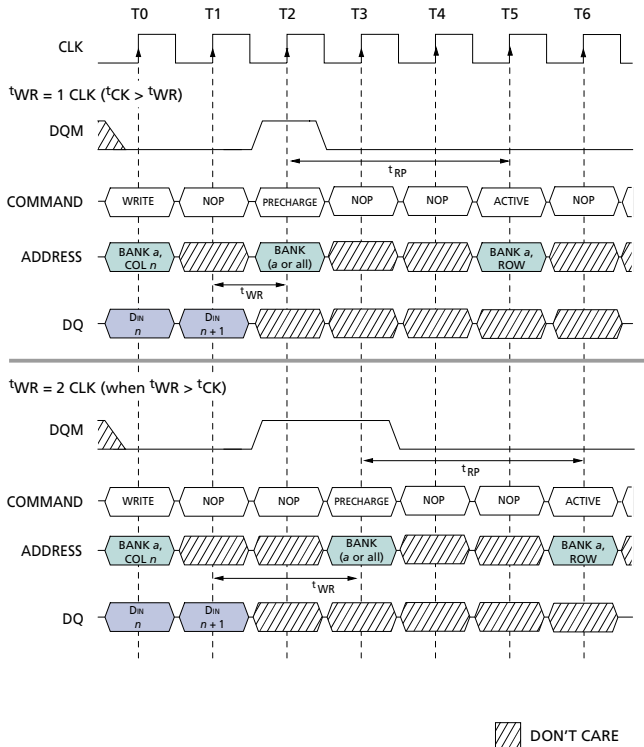 T0 T1 T2 T3 T4 T5 T6
CLK
tWR = 1 CLK (tCK > tWR)
DQM
tRP
COMMAND WRITE NOP PRECHARGE NOP NOP ACTIVE NOP
ADDRESS BANK a, COL n BANK (a or all) BANK a, ROW
tWR
DQ DIN n DIN n + 1
tWR = 2 CLK (when tWR > tCK)
DQM
tRP
COMMAND WRITE NOP NOP PRECHARGE NOP NOP ACTIVE
ADDRESS BANK a, COL n BANK (a or all) BANK a, ROW
tWR
DQ DIN n DIN n + 1
DON'T CARE